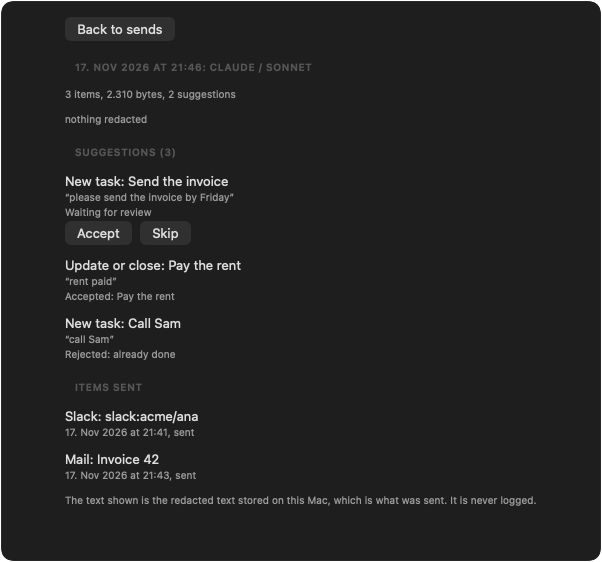 Back to sends
17. NOV 2026 AT 21:46: CLAUDE / SONNET
3 items, 2.310 bytes, 2 suggestions
nothing redacted
SUGGESTIONS (3)
New task: Send the invoice
“please send the invoice by Friday”
Waiting for review
Accept Skip
Update or close: Pay the rent
“rent paid”
Accepted: Pay the rent
New task: Call Sam
“call Sam”
Rejected: already done
ITEMS SENT
Slack: slack:acme/ana
17. Nov 2026 at 21:41, sent
Mail: Invoice 42
17. Nov 2026 at 21:43, sent
The text shown is the redacted text stored on this Mac, which is what was sent. It is never logged.